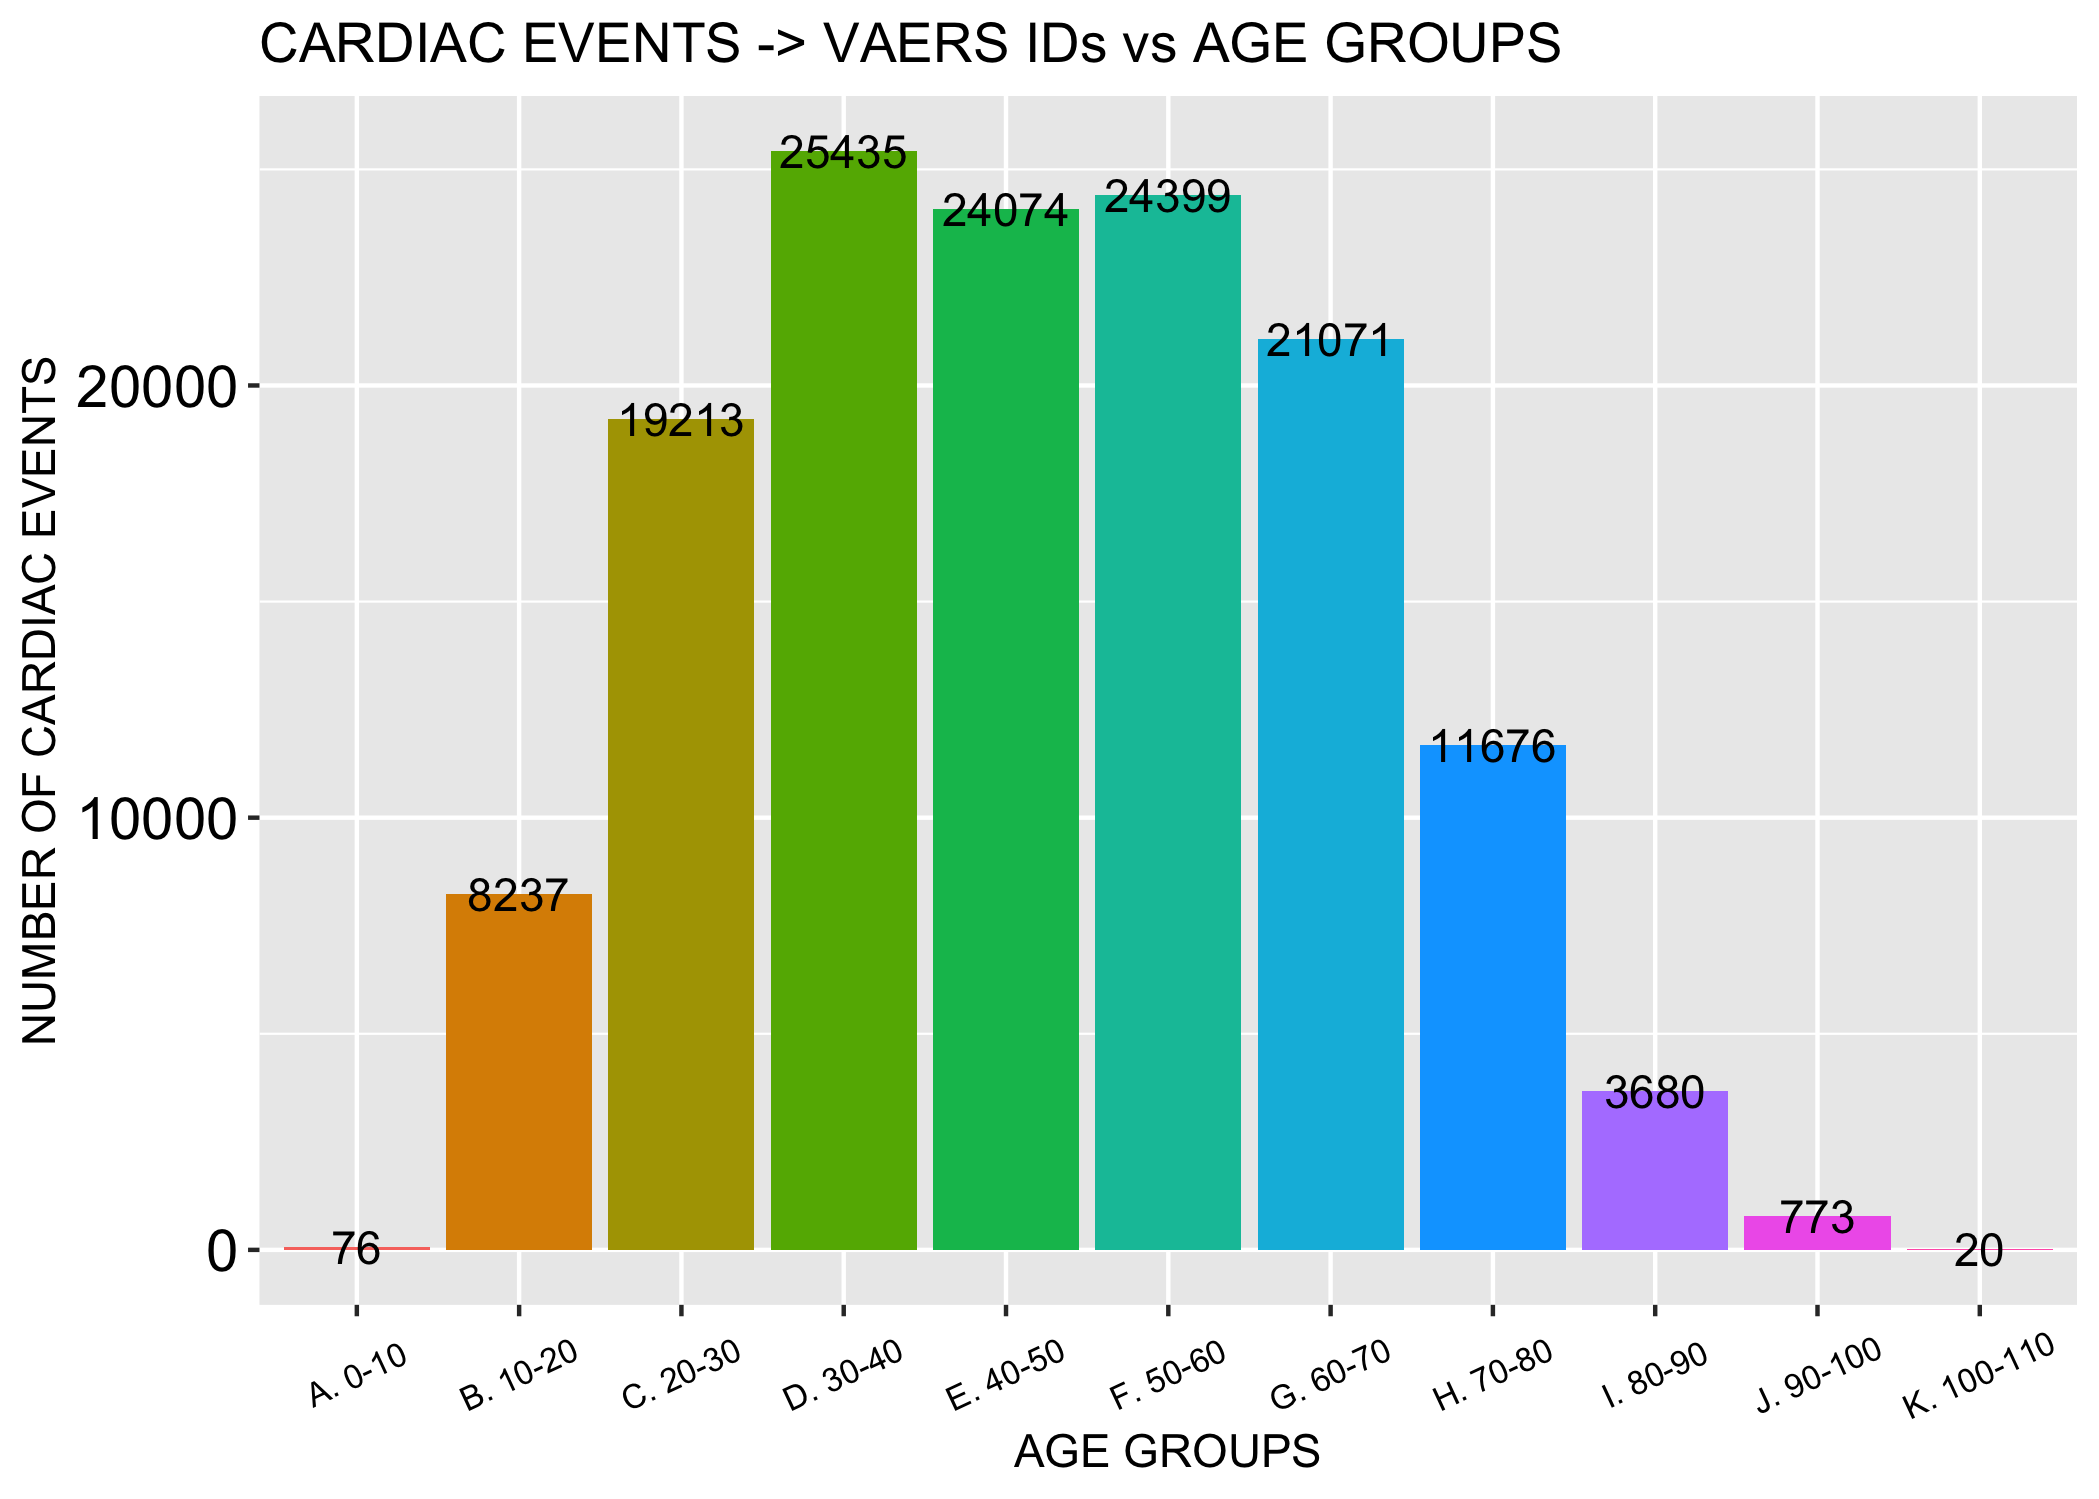 CARDIAC EVENTS -> VAERS IDs vs AGE GROUPS
NUMBER OF CARDIAC EVENTS
20000
10000
0
76
8237
19213
25435
24074
24399
21071
11676
3680
773
20
A. 0-10
B. 10-20
C. 20-30
D. 30-40
E. 40-50
F. 50-60
G. 60-70
H. 70-80
I. 80-90
J. 90-100
K. 100-110
AGE GROUPS